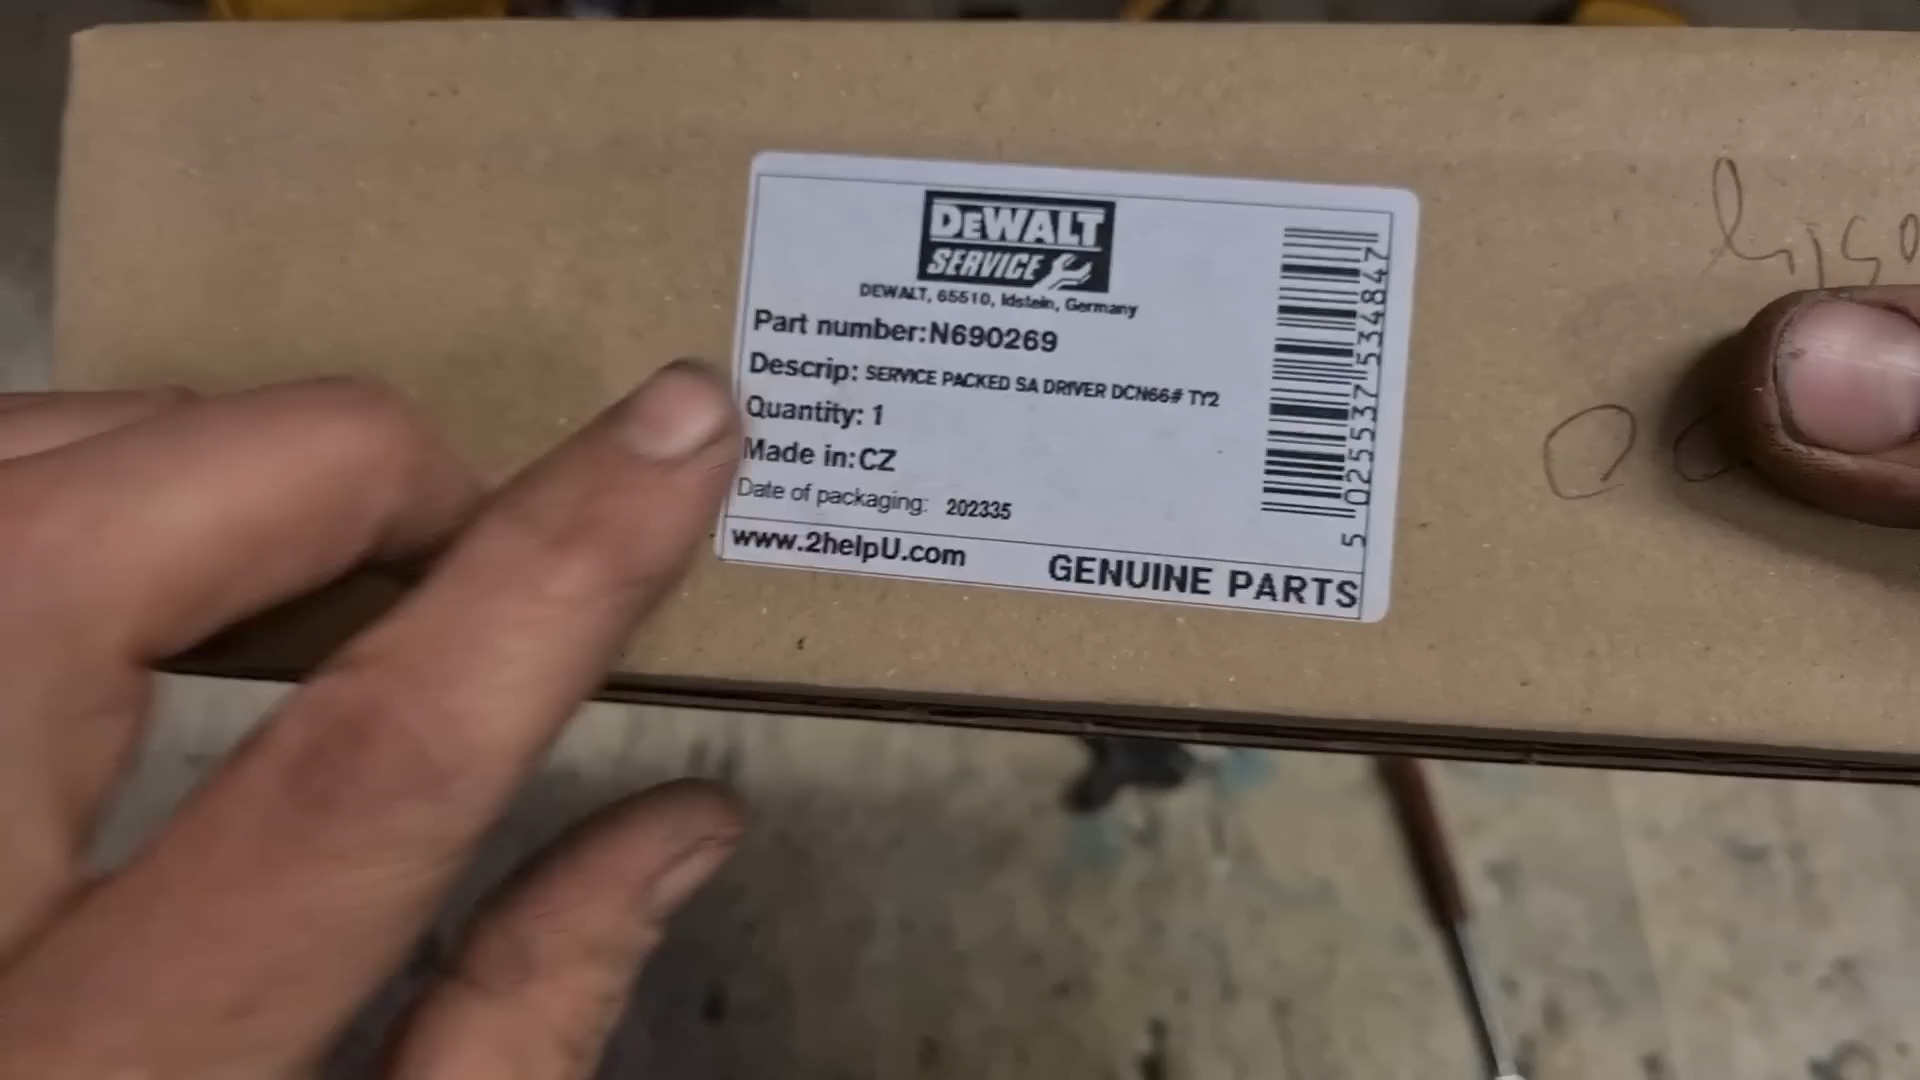 DEWALT
SERVICE
DEWALT, 65510, Idstein, Germany
Part number:N690269
Descrip: SERVICE PACKED SA DRIVER DCN66# TY2
Quantity: 1
Made in:CZ
Date of packaging: 202335
www.2helpU.com
GENUINE PARTS
5 025537 534847